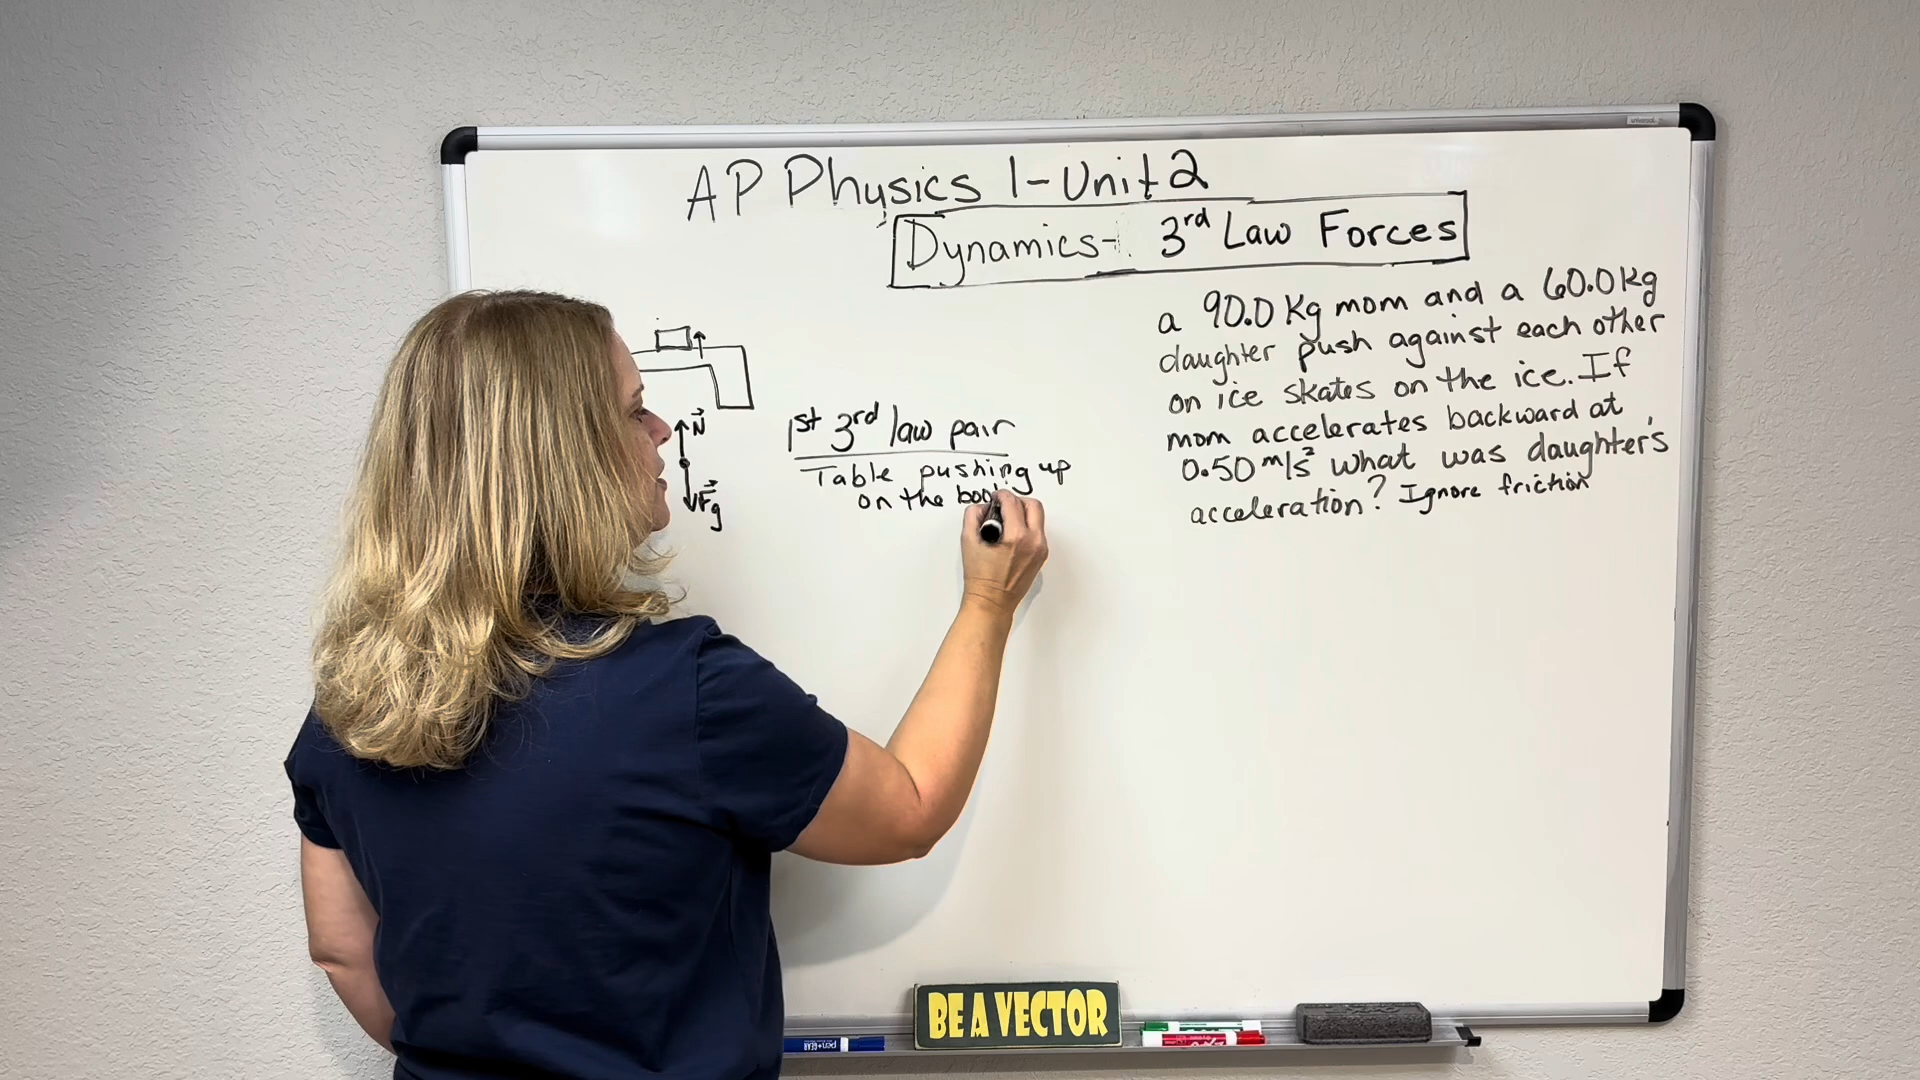 AP Physics 1-Unit 2
Dynamics- 3rd Law Forces
a 90.0 Kg mom and a 60.0 kg
daughter push against each other
on ice skates on the ice. If
mom accelerates backward at
0.50 m/s² what was daughter's
acceleration? Ignore friction
N
Fg
1st 3rd law pair
Table pushing up
on the boo
BE A VECTOR